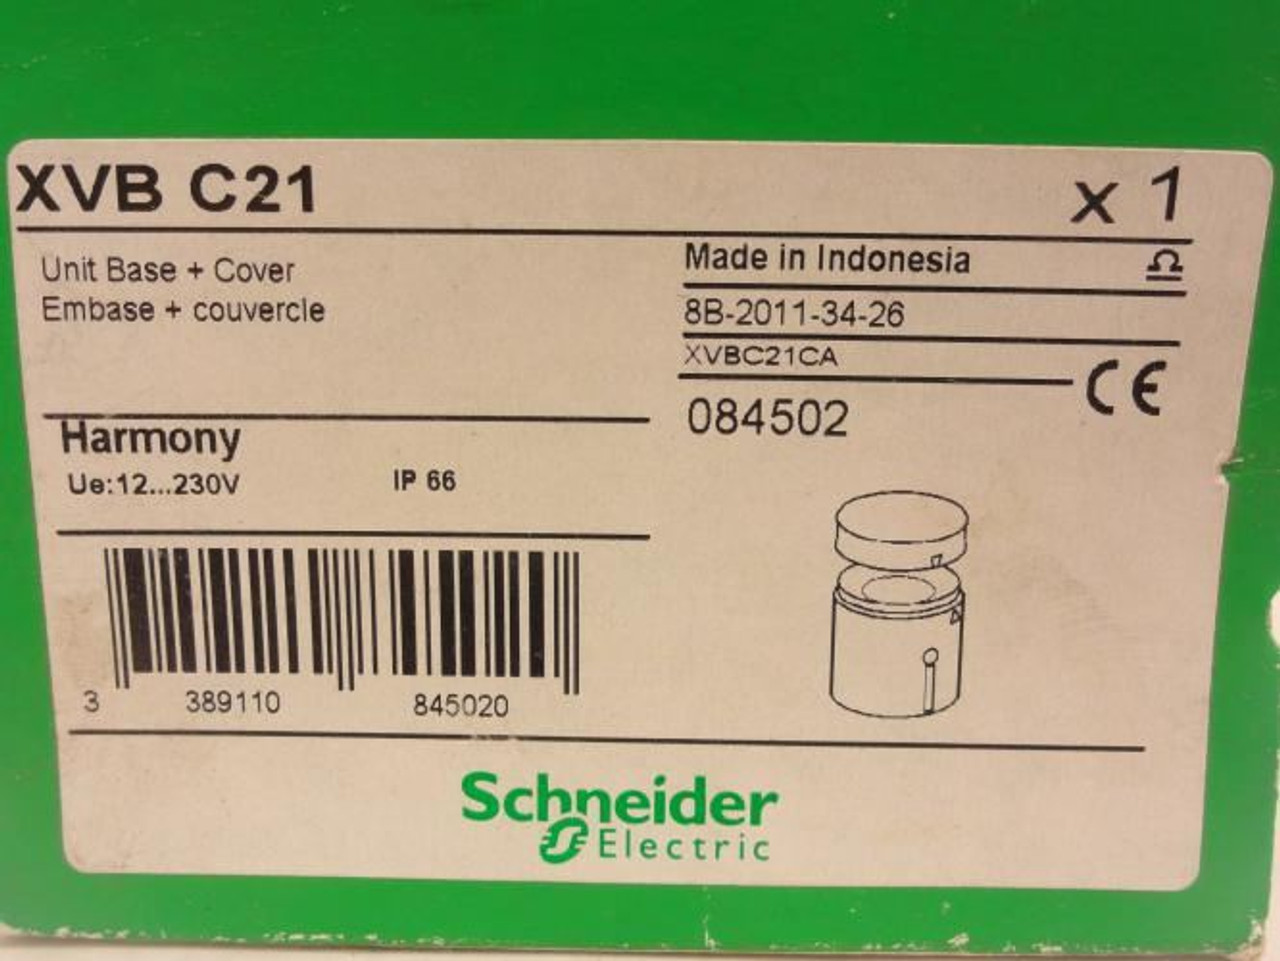 XVB C21
x 1
Unit Base + Cover
Embase + couvercle
Made in Indonesia
8B-2011-34-26
XVBC21CA
CE
084502
Harmony
Ue:12...230V
IP 66
3 389110 845020
Schneider
Electric